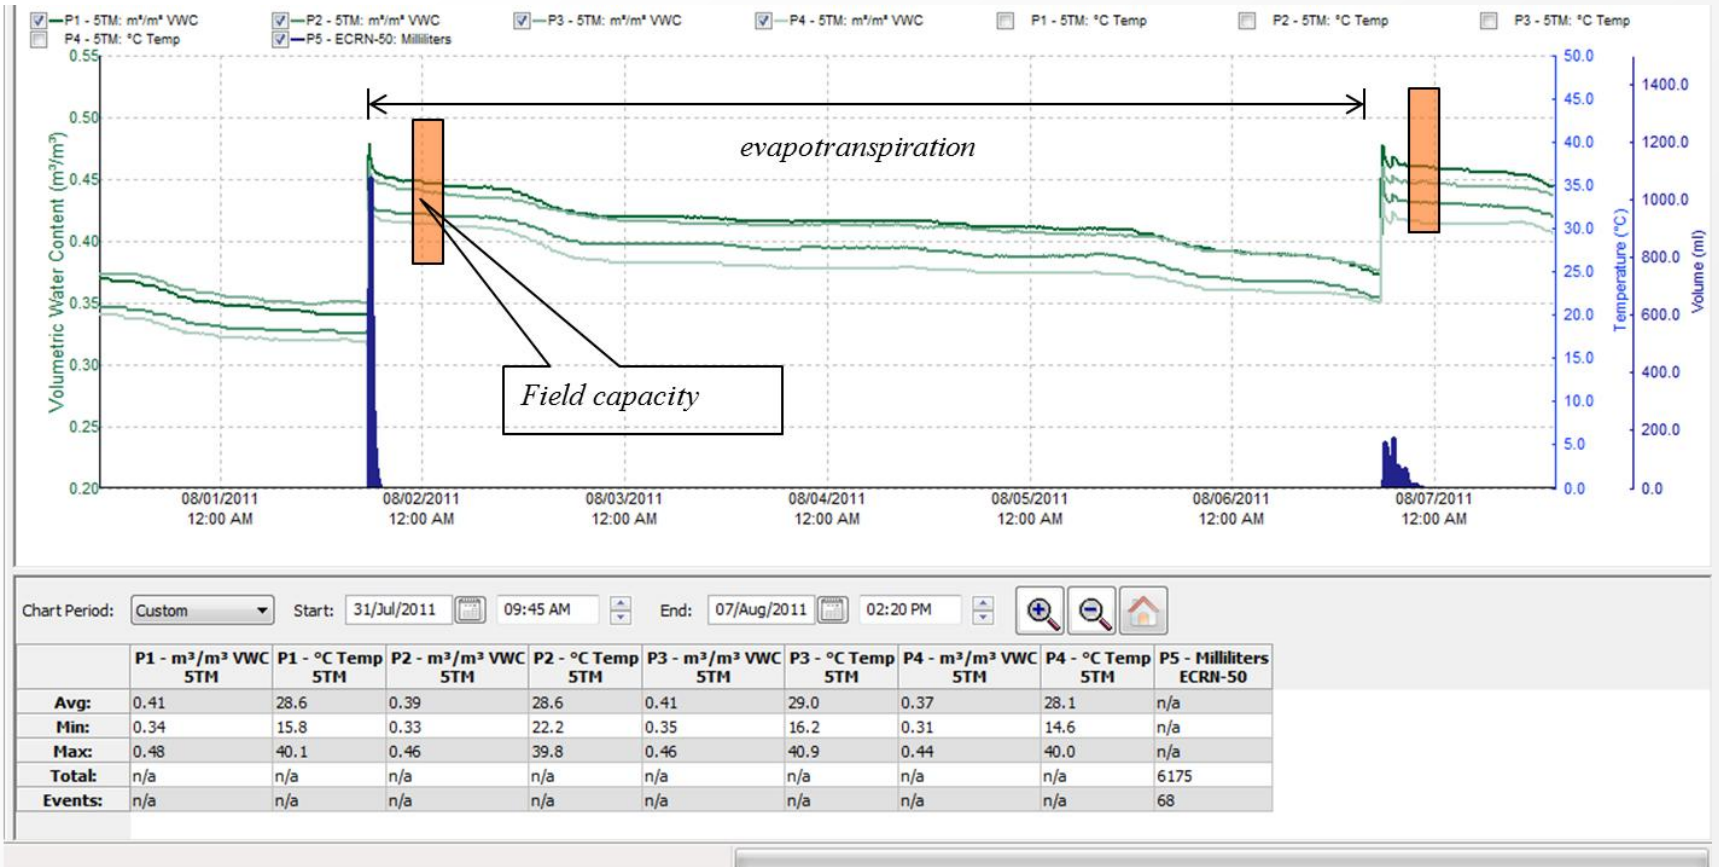 P1 - 5TM: m³/m³ VWC P2 - 5TM: m³/m³ VWC P3 - 5TM: m³/m³ VWC P4 - 5TM: m³/m³ VWC P1 - 5TM: °C Temp P2 - 5TM: °C Temp P3 - 5TM: °C Temp
P4 - 5TM: °C Temp P5 - ECRN-50: Milliliters
Volumetric Water Content (m³/m³)
0.55
0.50
0.45
0.40
0.35
0.30
0.25
0.20
evapotranspiration
Field capacity
50.0
45.0
40.0
35.0
30.0
25.0
20.0
15.0
10.0
5.0
0.0
Temperature (°C)
1400.0
1200.0
1000.0
800.0
600.0
400.0
200.0
0.0
Volume (ml)
08/01/2011 08/02/2011 08/03/2011 08/04/2011 08/05/2011 08/06/2011 08/07/2011
12:00 AM 12:00 AM 12:00 AM 12:00 AM 12:00 AM 12:00 AM 12:00 AM
Chart Period: Custom Start: 31/Jul/2011 09:45 AM End: 07/Aug/2011 02:20 PM
P1 - m³/m³ VWC P1 - °C Temp P2 - m³/m³ VWC P2 - °C Temp P3 - m³/m³ VWC P3 - °C Temp P4 - m³/m³ VWC P4 - °C Temp P5 - Milliliters
5TM 5TM 5TM 5TM 5TM 5TM 5TM 5TM ECRN-50
Avg: 0.41 28.6 0.39 28.6 0.41 29.0 0.37 28.1 n/a
Min: 0.34 15.8 0.33 22.2 0.35 16.2 0.31 14.6 n/a
Max: 0.48 40.1 0.46 39.8 0.46 40.9 0.44 40.0 n/a
Total: n/a n/a n/a n/a n/a n/a n/a n/a 6175
Events: n/a n/a n/a n/a n/a n/a n/a n/a 68